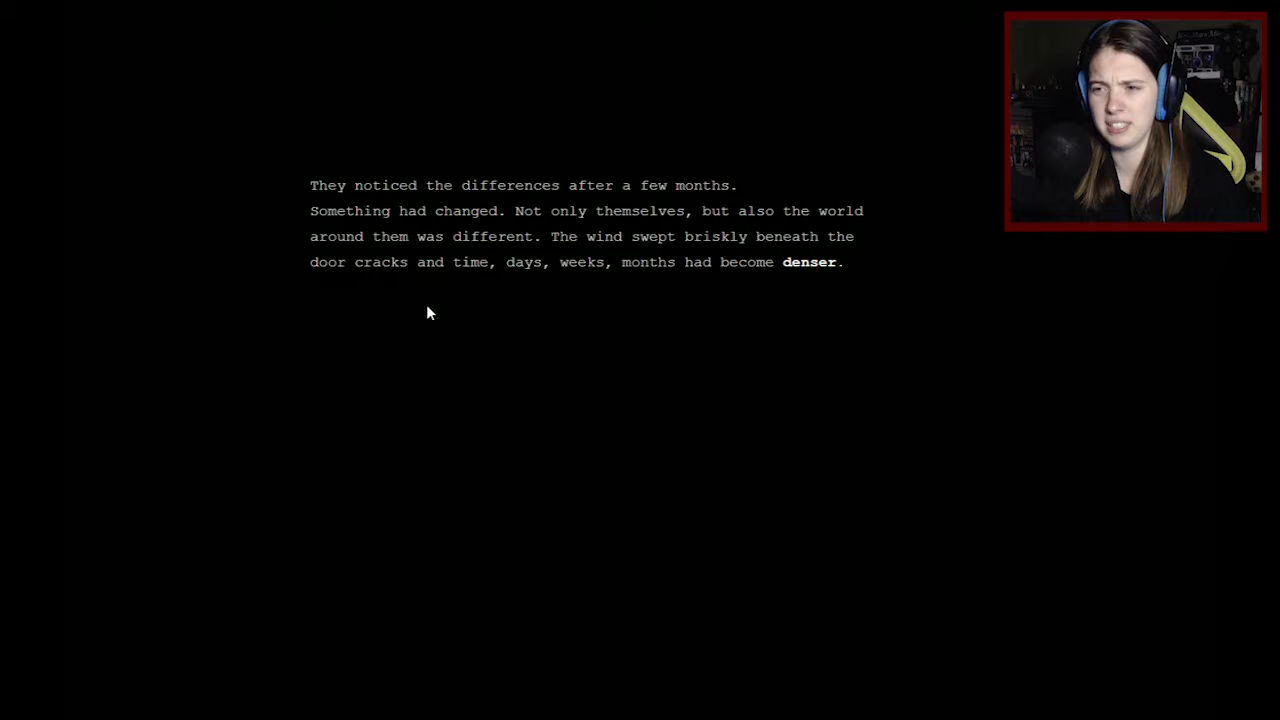 They noticed the differences after a few months.
Something had changed. Not only themselves, but also the world
around them was different. The wind swept briskly beneath the
door cracks and time, days, weeks, months had become denser.